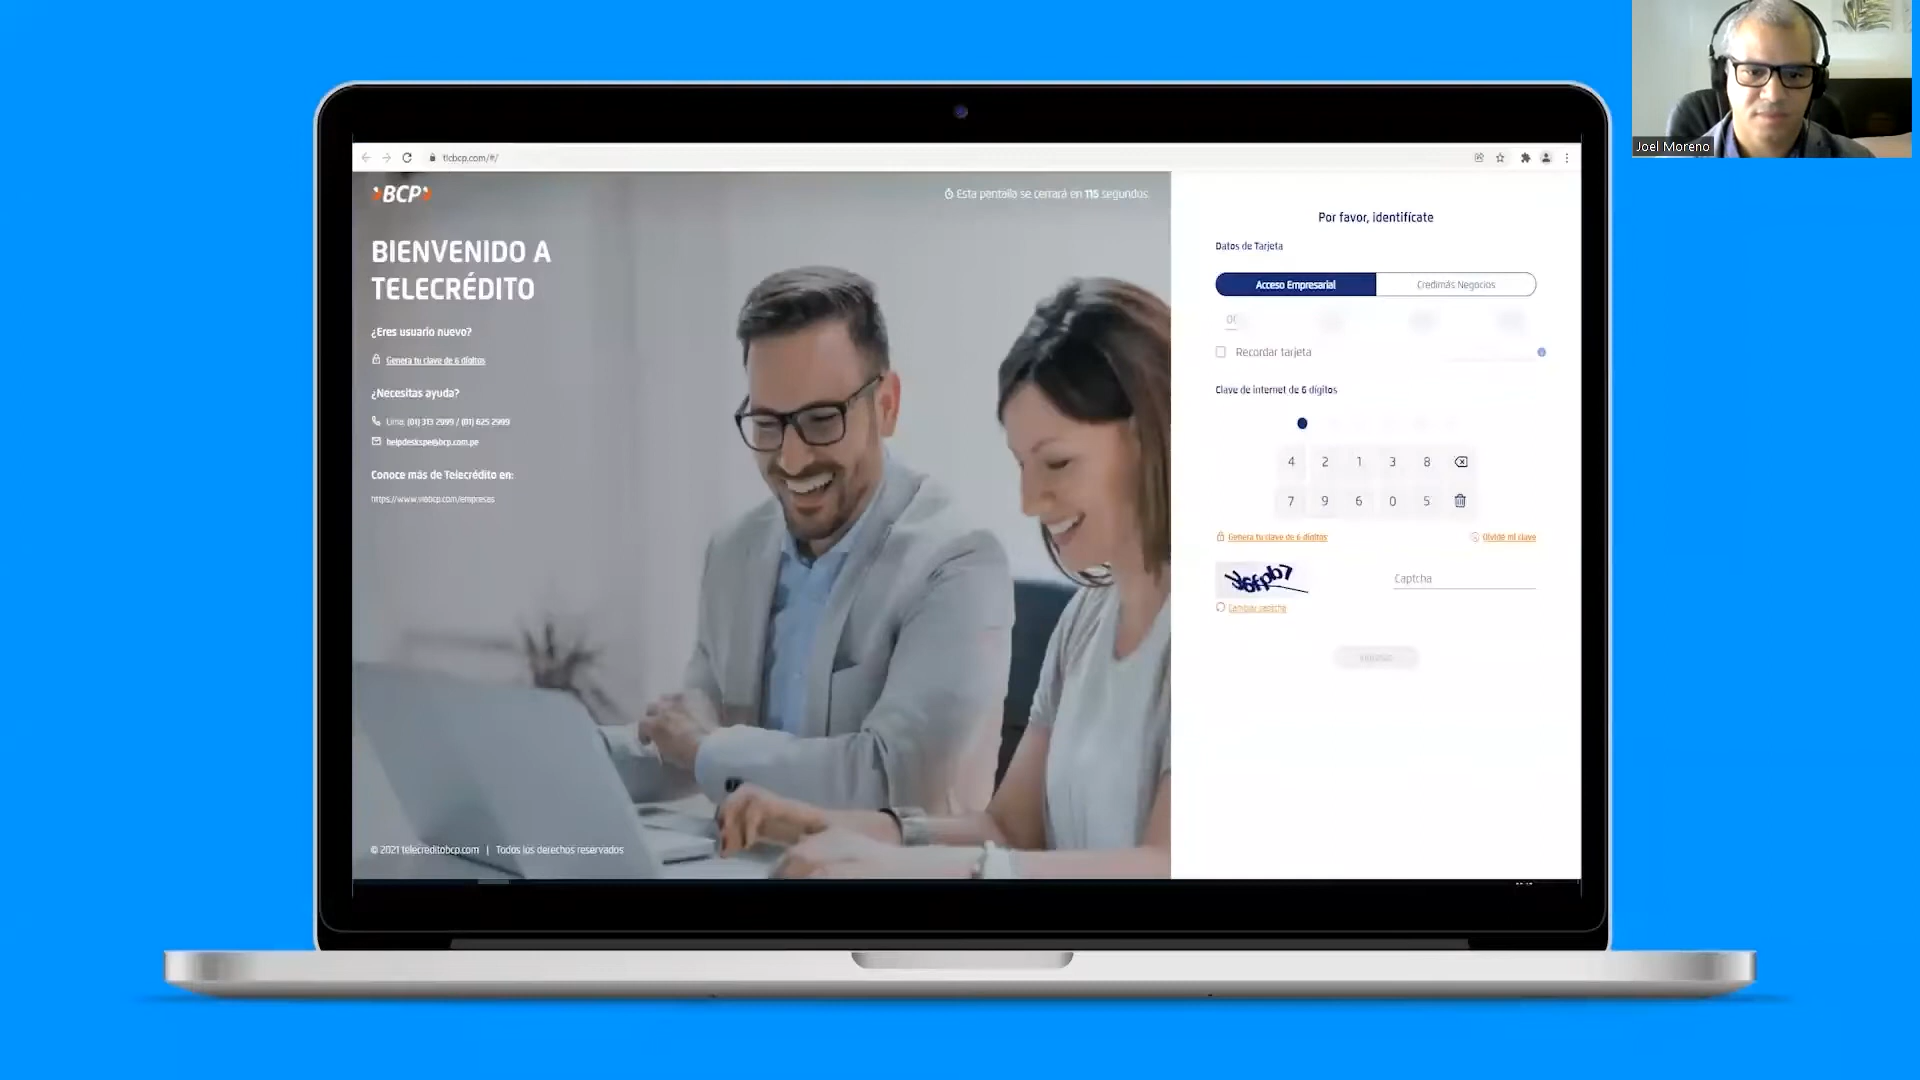 Joel Moreno
tlcbcp.com/#/
BCP
Esta pantalla se cerrará en 115 segundos
BIENVENIDO A
TELECRÉDITO
¿Eres usuario nuevo?
Genera tu clave de 6 dígitos
¿Necesitas ayuda?
Lima: (01) 313 2999 / (01) 625 2999
helpdeskspe@bcp.com.pe
Conoce más de Telecrédito en:
https://www.viabcp.com/empresas
© 2021 telecreditobcp.com | Todos los derechos reservados
Por favor, identifícate
Datos de Tarjeta
Acceso Empresarial
Credimás Negocios
Recordar tarjeta
Clave de internet de 6 dígitos
4 2 1 3 8
7 9 6 0 5
Genera tu clave de 6 dígitos
Olvidé mi clave
Captcha
Cambiar captcha